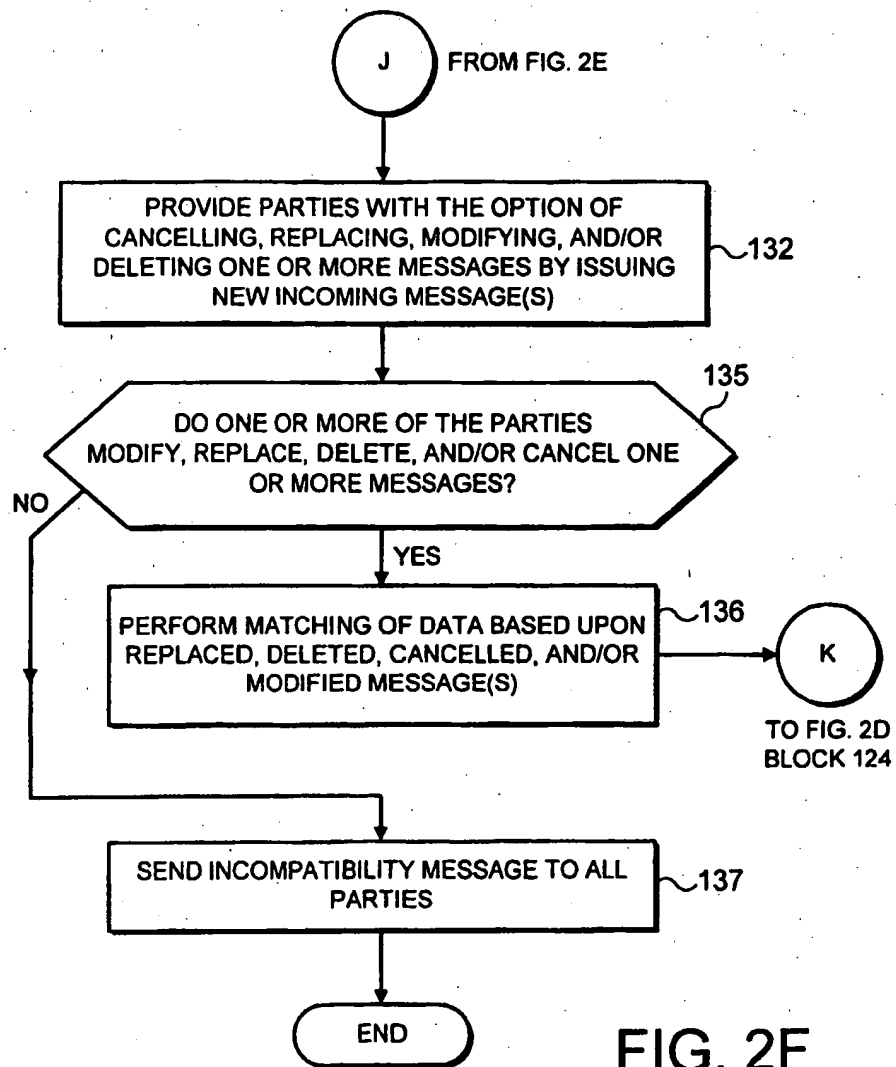 J
FROM FIG. 2E
PROVIDE PARTIES WITH THE OPTION OF
CANCELLING, REPLACING, MODIFYING, AND/OR
DELETING ONE OR MORE MESSAGES BY ISSUING
NEW INCOMING MESSAGE(S)
132
135
DO ONE OR MORE OF THE PARTIES
MODIFY, REPLACE, DELETE, AND/OR CANCEL ONE
OR MORE MESSAGES?
NO
YES
136
PERFORM MATCHING OF DATA BASED UPON
REPLACED, DELETED, CANCELLED, AND/OR
MODIFIED MESSAGE(S)
K
TO FIG. 2D
BLOCK 124
SEND INCOMPATIBILITY MESSAGE TO ALL
PARTIES
137
END
FIG. 2F